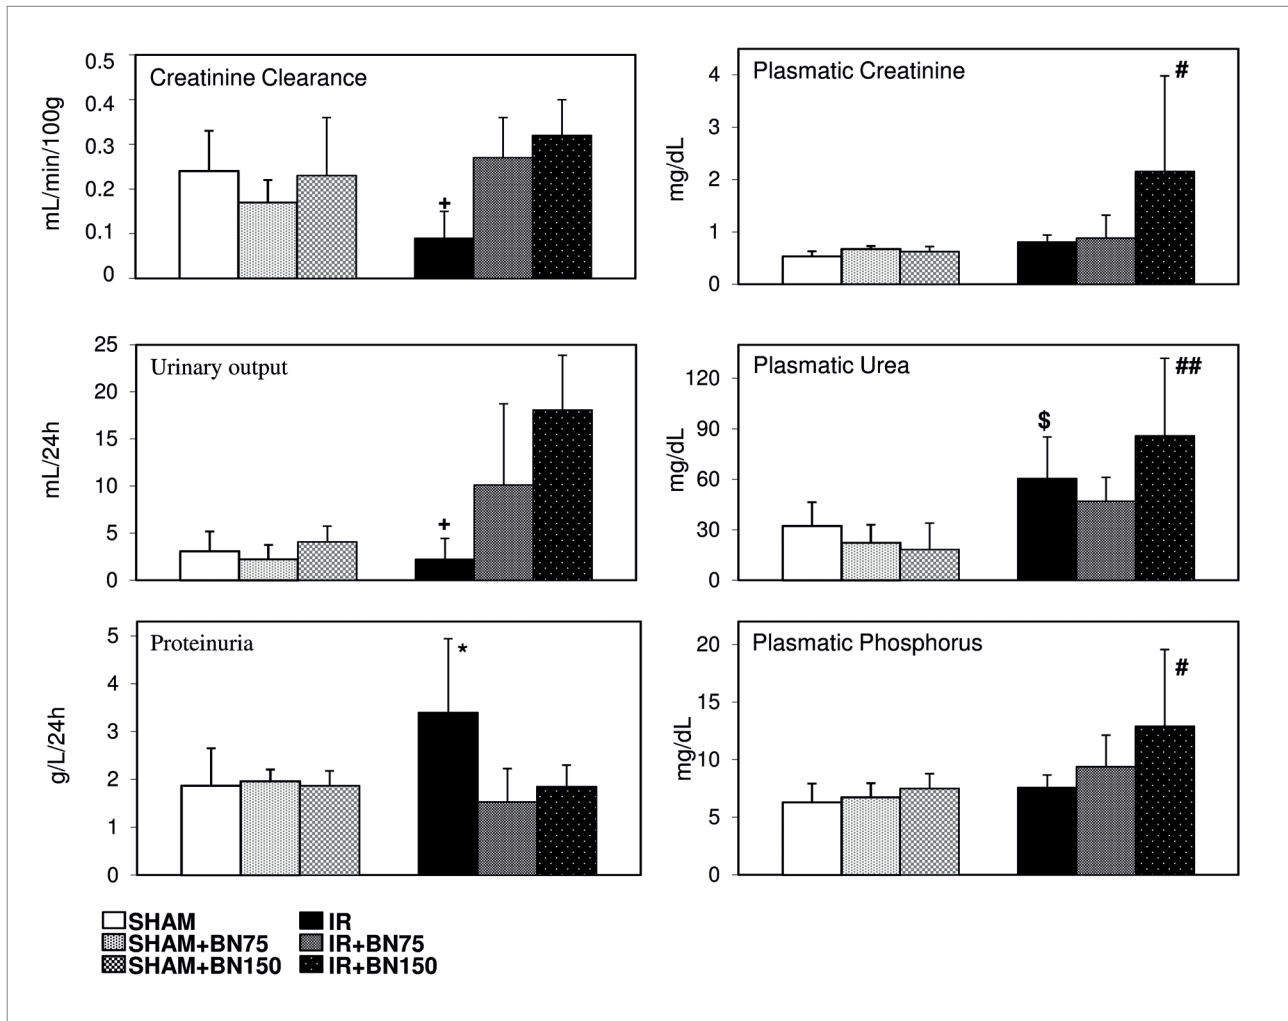 Creatinine Clearance
mL/min/100g
0.5
0.4
0.3
0.2
0.1
0
+
Plasmatic Creatinine
mg/dL
4
3
2
1
0
#
Urinary output
mL/24h
25
20
15
10
5
0
+
Plasmatic Urea
mg/dL
120
90
60
30
0
$
##
Proteinuria
g/L/24h
5
4
3
2
1
0
*
Plasmatic Phosphorus
mg/dL
20
15
10
5
0
#
SHAM
IR
SHAM+BN75
IR+BN75
SHAM+BN150
IR+BN150